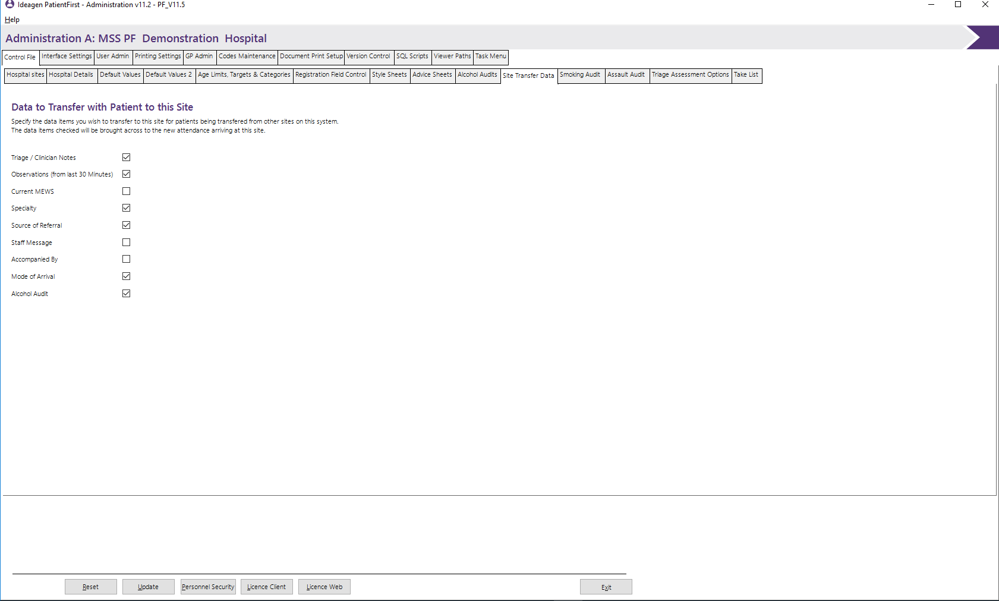 Ideagen PatientFirst - Administration v11.2 - PF_V11.5
Help
Administration A: MSS PF Demonstration Hospital
Control File Interface Settings User Admin Printing Settings GP Admin Codes Maintenance Document Print Setup Version Control SQL Scripts Viewer Paths Task Menu
Hospital sites Hospital Details Default Values Default Values 2 Age Limits, Targets & Categories Registration Field Control Style Sheets Advice Sheets Alcohol Audits Site Transfer Data Smoking Audit Assault Audit Triage Assessment Options Take List
Data to Transfer with Patient to this Site
Specify the data items you wish to transfer to this site for patients being transfered from other sites on this system.
The data items checked will be brought across to the new attendance arriving at this site.
Triage / Clinician Notes
Observations (from last 30 Minutes)
Current MEWS
Specialty
Source of Referral
Staff Message
Accompanied By
Mode of Arrival
Alcohol Audit
Reset Update Personnel Security Licence Client Licence Web Exit